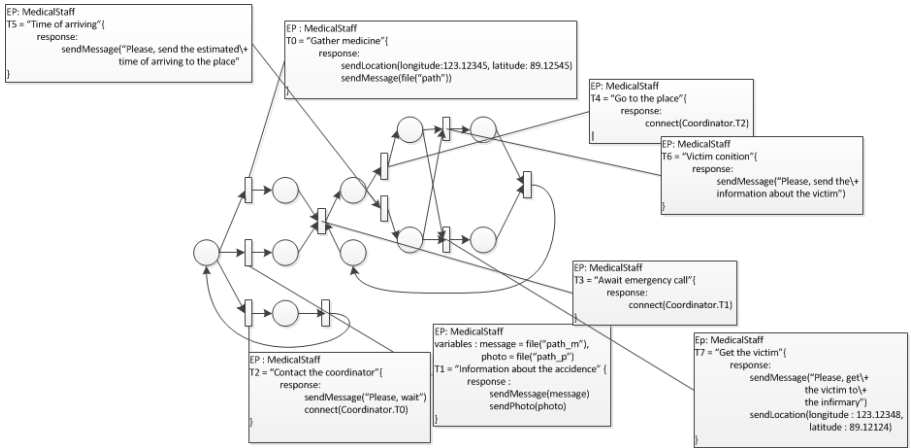 EP: MedicalStaff
T5 = “Time of arriving”{
response:
sendMessage(“Please, send the estimated\+
time of arriving to the place”
}
EP : MedicalStaff
T0 = “Gather medicine”{
response:
sendLocation(longitude:123.12345, latitude: 89.12545)
sendMessage(file(“path”))
}
EP: MedicalStaff
T4 = “Go to the place”{
response:
connect(Coordinator.T2)
EP: MedicalStaff
T6 = “Victim conition”{
response:
sendMessage(“Please, send the\+
information about the victim”)
}
EP: MedicalStaff
T3 = “Await emergency call”{
response:
connect(Coordinator.T1)
}
EP : MedicalStaff
T2 = “Contact the coordinator”{
response:
sendMessage(“Please, wait”)
connect(Coordinator.T0)
}
EP: MedicalStaff
variables : message = file(“path_m”),
photo = file(“path_p”)
T1 = “Information about the accidence” {
response :
sendMessage(message)
sendPhoto(photo)
}
Ep: MedicalStaff
T7 = “Get the victim”{
response:
sendMessage(“Please, get\+
the victim to\+
the infirmary”)
sendLocation(longitude : 123.12348,
latitude : 89.12124)
}